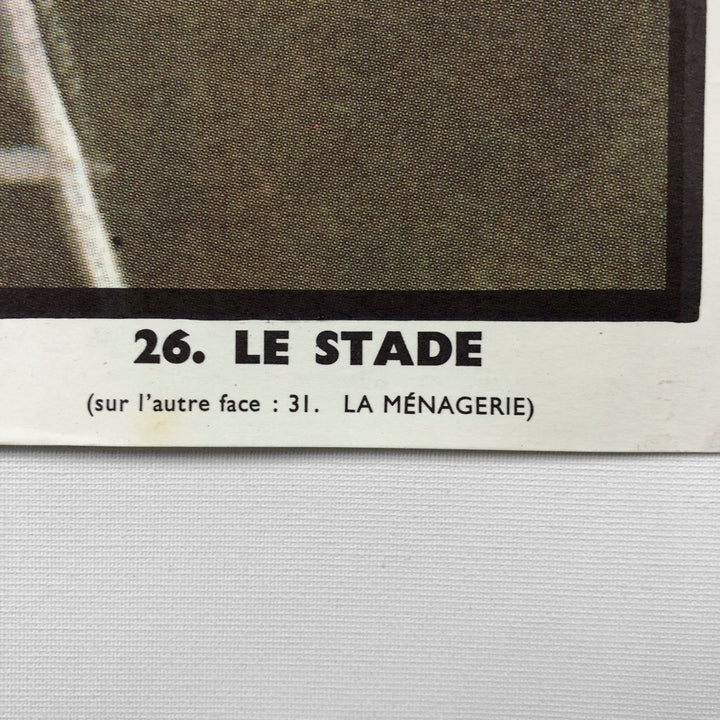 26. LE STADE
(sur l'autre face : 31. LA MÉNAGERIE)